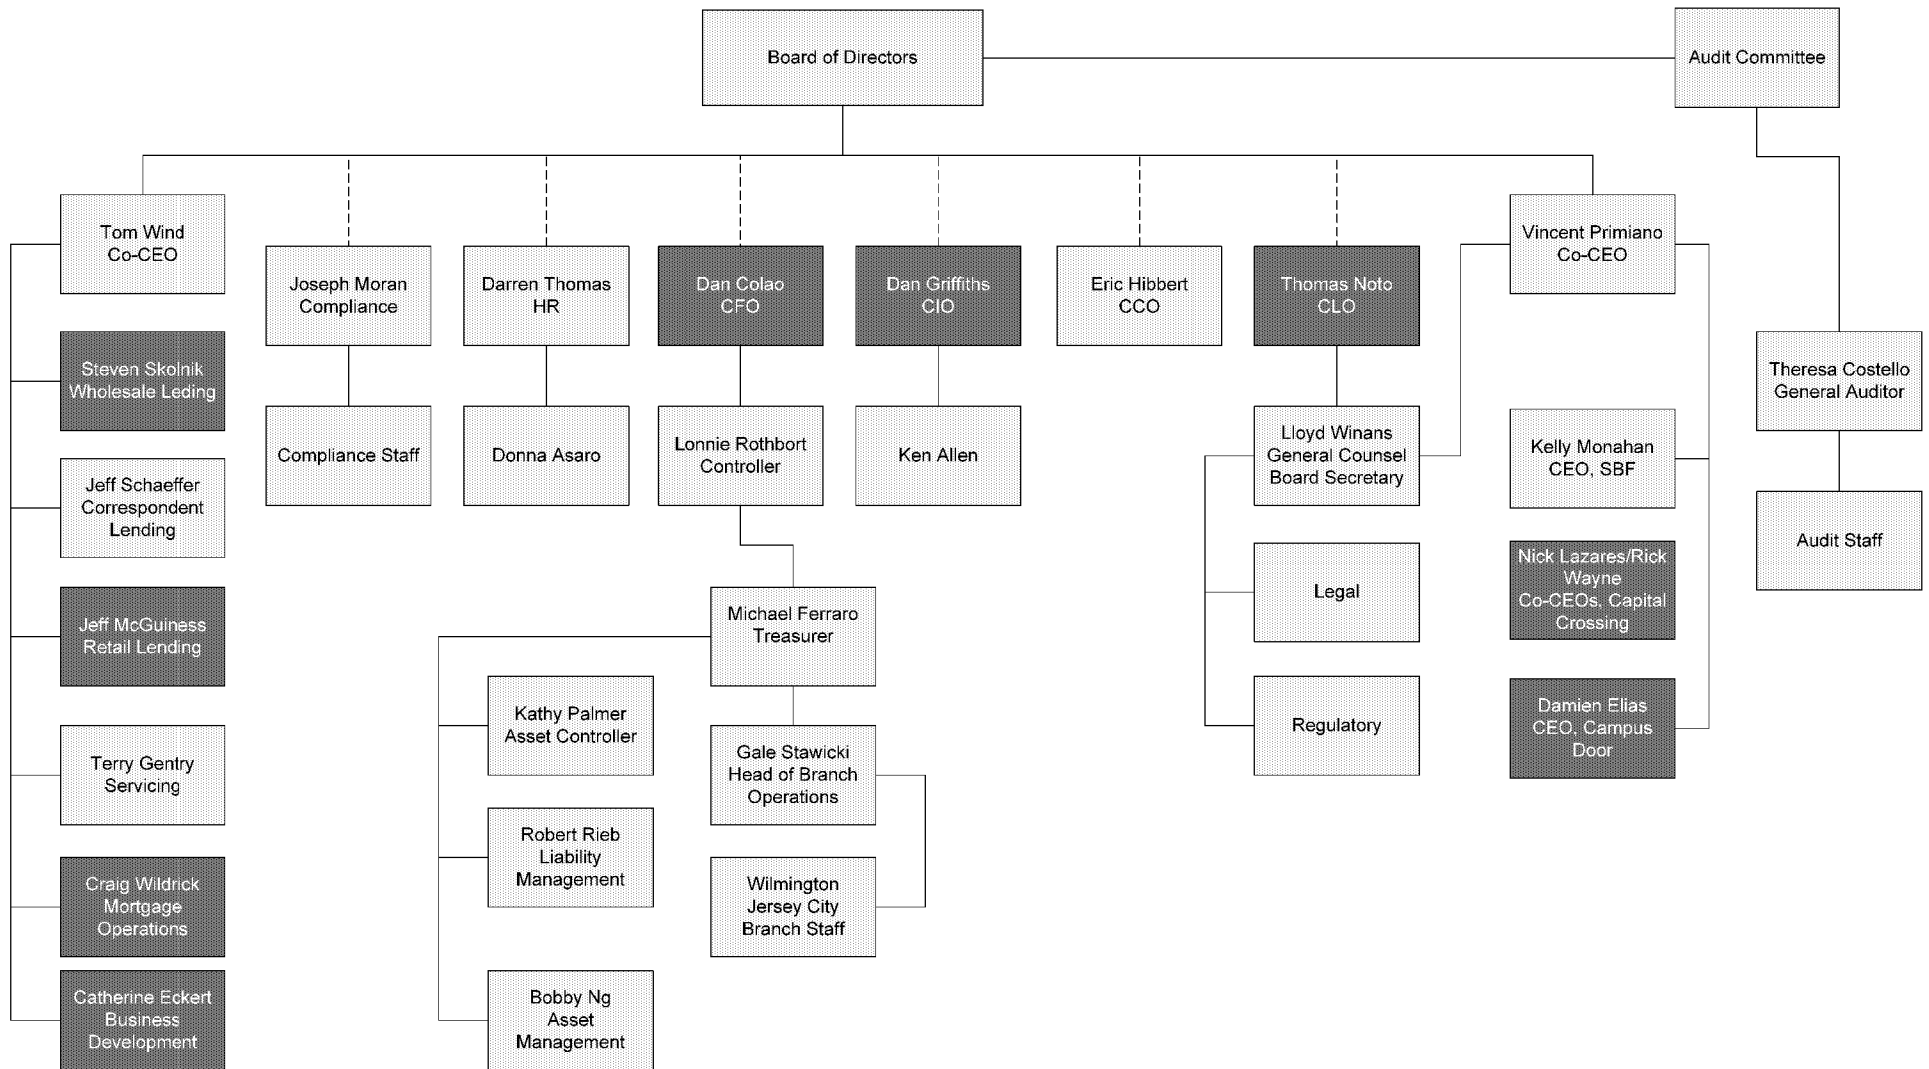 Board of Directors
Audit Committee
Tom Wind
Co-CEO
Joseph Moran
Compliance
Darren Thomas
HR
Dan Colao
CFO
Dan Griffiths
CIO
Eric Hibbert
CCO
Thomas Noto
CLO
Vincent Primiano
Co-CEO
Steven Skolnik
Wholesale Leding
Theresa Costello
General Auditor
Compliance Staff
Donna Asaro
Lonnie Rothbort
Controller
Ken Allen
Lloyd Winans
General Counsel
Board Secretary
Kelly Monahan
CEO, SBF
Jeff Schaeffer
Correspondent
Lending
Audit Staff
Legal
Nick Lazares/Rick
Wayne
Co-CEOs, Capital
Crossing
Jeff McGuiness
Retail Lending
Michael Ferraro
Treasurer
Kathy Palmer
Asset Controller
Regulatory
Damien Elias
CEO, Campus
Door
Terry Gentry
Servicing
Gale Stawicki
Head of Branch
Operations
Robert Rieb
Liability
Management
Craig Wildrick
Mortgage
Operations
Wilmington
Jersey City
Branch Staff
Catherine Eckert
Business
Development
Bobby Ng
Asset
Management